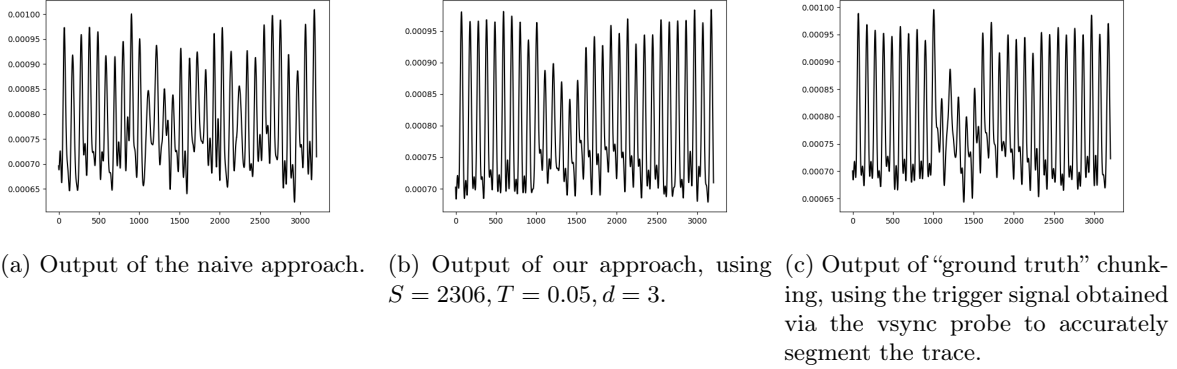 0.00100
0.00095
0.00090
0.00085
0.00080
0.00075
0.00070
0.00065
0 500 1000 1500 2000 2500 3000
0.00095
0.00090
0.00085
0.00080
0.00075
0.00070
0 500 1000 1500 2000 2500 3000
0.00100
0.00095
0.00090
0.00085
0.00080
0.00075
0.00070
0.00065
0 500 1000 1500 2000 2500 3000
(a) Output of the naive approach.
(b) Output of our approach, using
S = 2306, T = 0.05, d = 3.
(c) Output of “ground truth” chunk-
ing, using the trigger signal obtained
via the vsync probe to accurately
segment the trace.